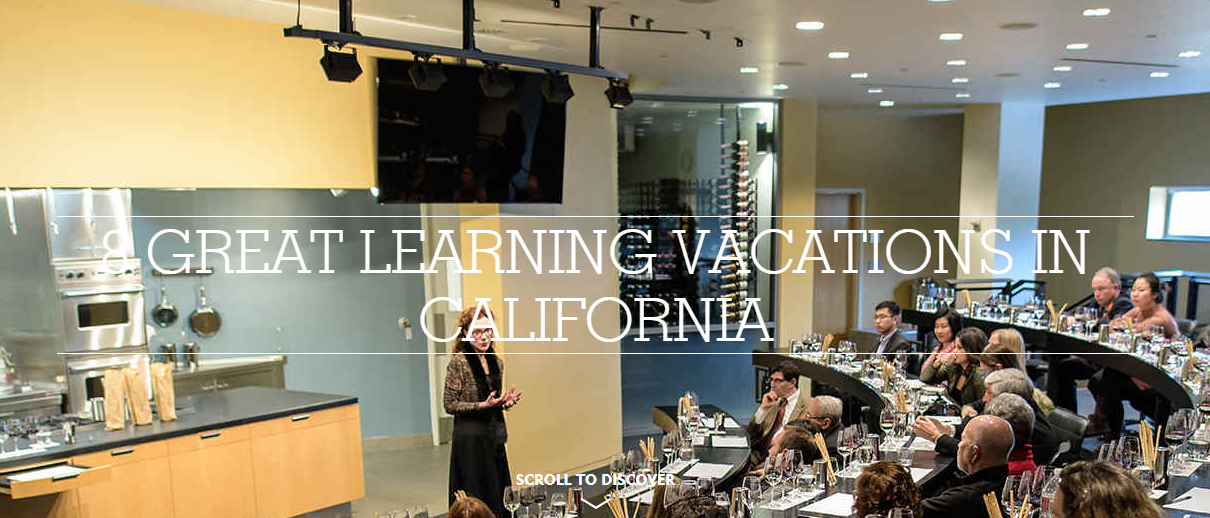 8 GREAT LEARNING VACATIONS IN
CALIFORNIA
SCROLL TO DISCOVER